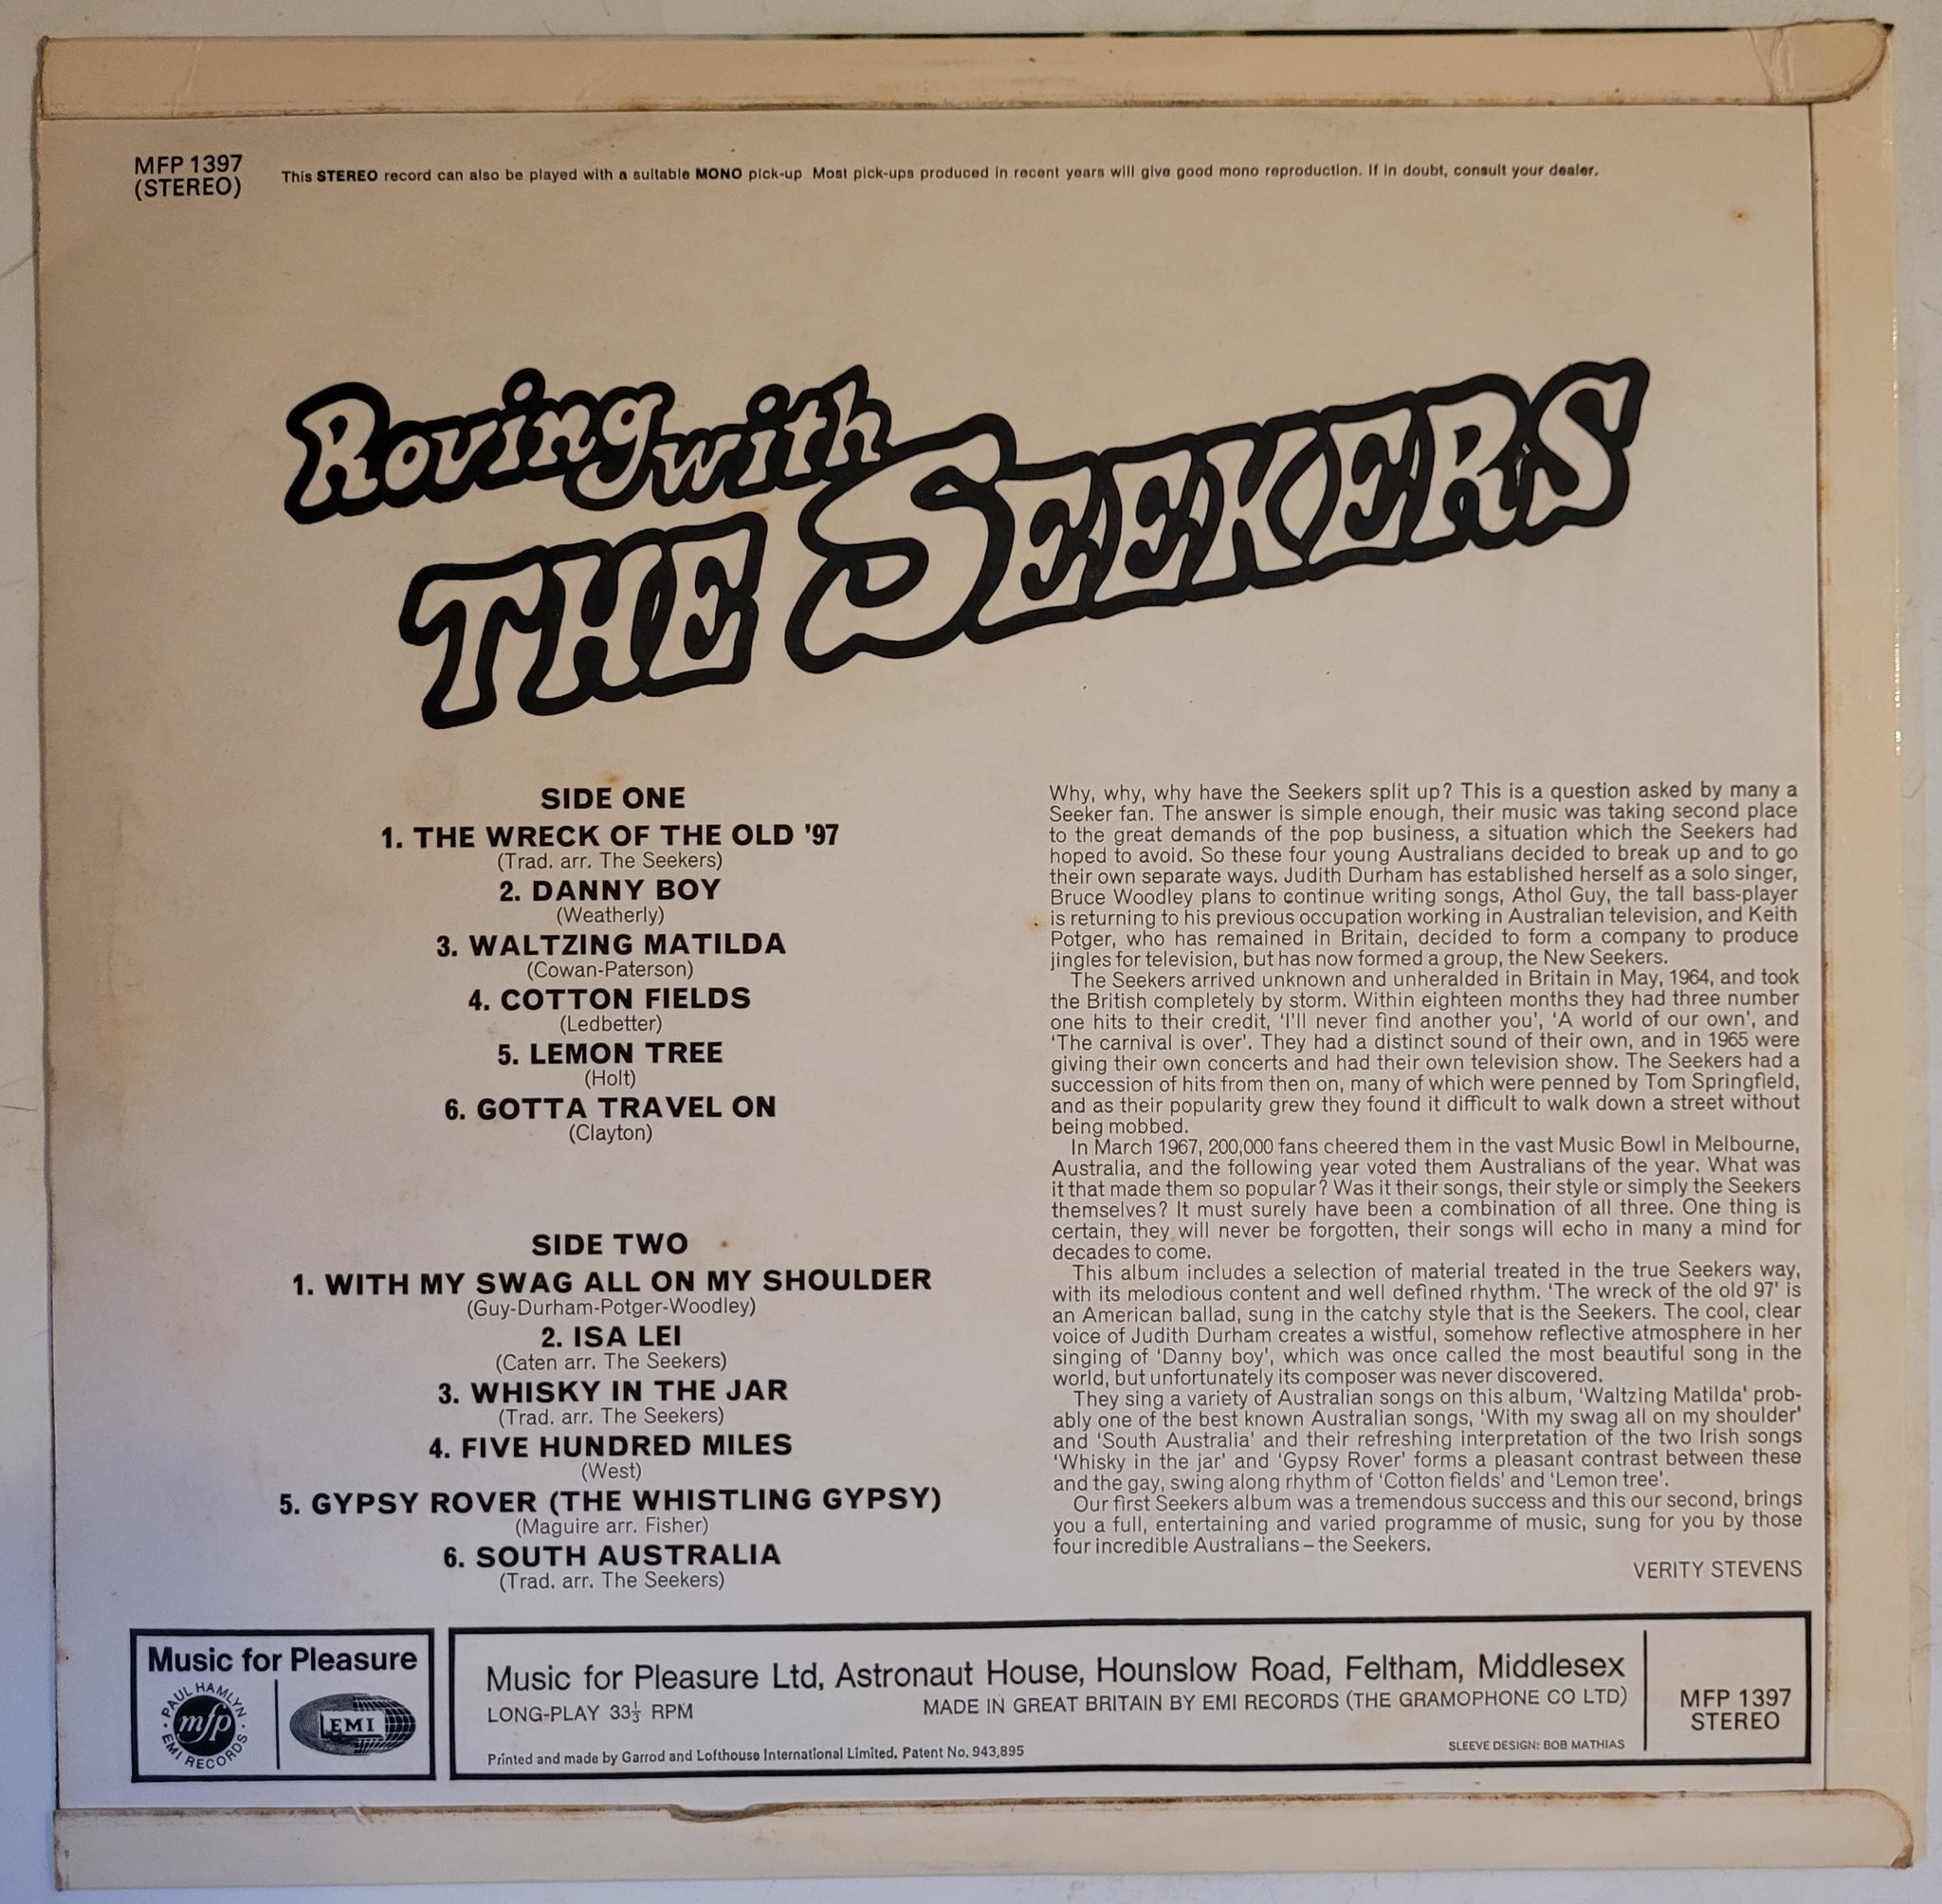 MFP 1397
(STEREO)
This STEREO record can also be played with a suitable MONO pick-up Most pick-ups produced in recent years will give good mono reproduction. If in doubt, consult your dealer.
Roving with
THE SEEKERS
SIDE ONE
1. THE WRECK OF THE OLD '97
(Trad. arr. The Seekers)
2. DANNY BOY
(Weatherly)
3. WALTZING MATILDA
(Cowan-Paterson)
4. COTTON FIELDS
(Ledbetter)
5. LEMON TREE
(Holt)
6. GOTTA TRAVEL ON
(Clayton)
SIDE TWO
1. WITH MY SWAG ALL ON MY SHOULDER
(Guy-Durham-Potger-Woodley)
2. ISA LEI
(Caten arr. The Seekers)
3. WHISKY IN THE JAR
(Trad. arr. The Seekers)
4. FIVE HUNDRED MILES
(West)
5. GYPSY ROVER (THE WHISTLING GYPSY)
(Maguire arr. Fisher)
6. SOUTH AUSTRALIA
(Trad. arr. The Seekers)
Why, why, why have the Seekers split up? This is a question asked by many a
Seeker fan. The answer is simple enough, their music was taking second place
to the great demands of the pop business, a situation which the Seekers had
hoped to avoid. So these four young Australians decided to break up and to go
their own separate ways. Judith Durham has established herself as a solo singer,
Bruce Woodley plans to continue writing songs, Athol Guy, the tall bass-player
is returning to his previous occupation working in Australian television, and Keith
Potger, who has remained in Britain, decided to form a company to produce
jingles for television, but has now formed a group, the New Seekers.
The Seekers arrived unknown and unheralded in Britain in May, 1964, and took
the British completely by storm. Within eighteen months they had three number
one hits to their credit, 'I'll never find another you', 'A world of our own', and
'The carnival is over'. They had a distinct sound of their own, and in 1965 were
giving their own concerts and had their own television show. The Seekers had a
succession of hits from then on, many of which were penned by Tom Springfield,
and as their popularity grew they found it difficult to walk down a street without
being mobbed.
In March 1967, 200,000 fans cheered them in the vast Music Bowl in Melbourne,
Australia, and the following year voted them Australians of the year. What was
it that made them so popular? Was it their songs, their style or simply the Seekers
themselves? It must surely have been a combination of all three. One thing is
certain, they will never be forgotten, their songs will echo in many a mind for
decades to come.
This album includes a selection of material treated in the true Seekers way,
with its melodious content and well defined rhythm. 'The wreck of the old 97' is
an American ballad, sung in the catchy style that is the Seekers. The cool, clear
voice of Judith Durham creates a wistful, somehow reflective atmosphere in her
singing of 'Danny boy', which was once called the most beautiful song in the
world, but unfortunately its composer was never discovered.
They sing a variety of Australian songs on this album, 'Waltzing Matilda' prob-
ably one of the best known Australian songs, 'With my swag all on my shoulder'
and 'South Australia' and their refreshing interpretation of the two Irish songs
'Whisky in the jar' and 'Gypsy Rover' forms a pleasant contrast between these
and the gay, swing along rhythm of 'Cotton fields' and 'Lemon tree'.
Our first Seekers album was a tremendous success and this our second, brings
you a full, entertaining and varied programme of music, sung for you by those
four incredible Australians – the Seekers.
VERITY STEVENS
Music for Pleasure
PAUL HAMLYN
mfp
EMI RECORDS
EMI
Music for Pleasure Ltd, Astronaut House, Hounslow Road, Feltham, Middlesex
LONG-PLAY 33⅓ RPM
MADE IN GREAT BRITAIN BY EMI RECORDS (THE GRAMOPHONE CO LTD)
Printed and made by Garrod and Lofthouse International Limited, Patent No. 943,895
SLEEVE DESIGN: BOB MATHIAS
MFP 1397
STEREO